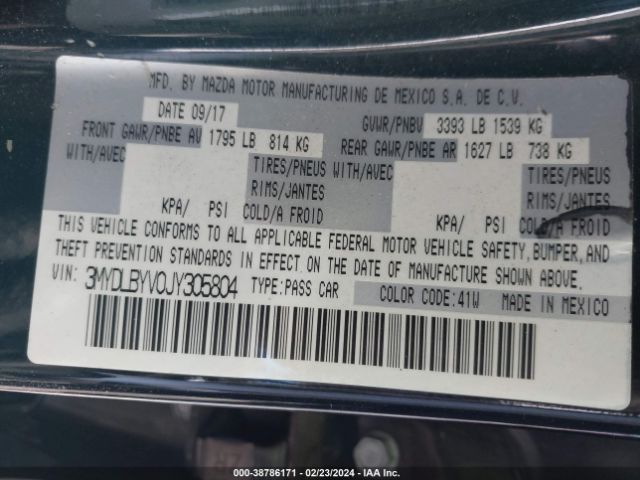 MFD. BY MAZDA MOTOR MANUFACTURING DE MEXICO S.A. DE C.V.
DATE 09/17 GVWR/PNBV 3393 LB 1539 KG
FRONT GAWR/PNBE AV 1795 LB 814 KG REAR GAWR/PNBE AR 1627 LB 738 KG
WITH/AVEC TIRES/PNEUS WITH/AVEC TIRES/PNEUS
RIMS/JANTES RIMS/JANTES
KPA/ PSI COLD/A FROID KPA/ PSI COLD/A FROID
THIS VEHICLE CONFORMS TO ALL APPLICABLE FEDERAL MOTOR VEHICLE SAFETY, BUMPER, AND
THEFT PREVENTION STANDARDS IN EFFECT ON THE DATE OF MANUFACTURE SHOWN ABOVE.
VIN: 3MYDLBYV0JY305804 TYPE:PASS CAR COLOR CODE:41W MADE IN MEXICO
000-38786171 | 02/23/2024 | IAA Inc.